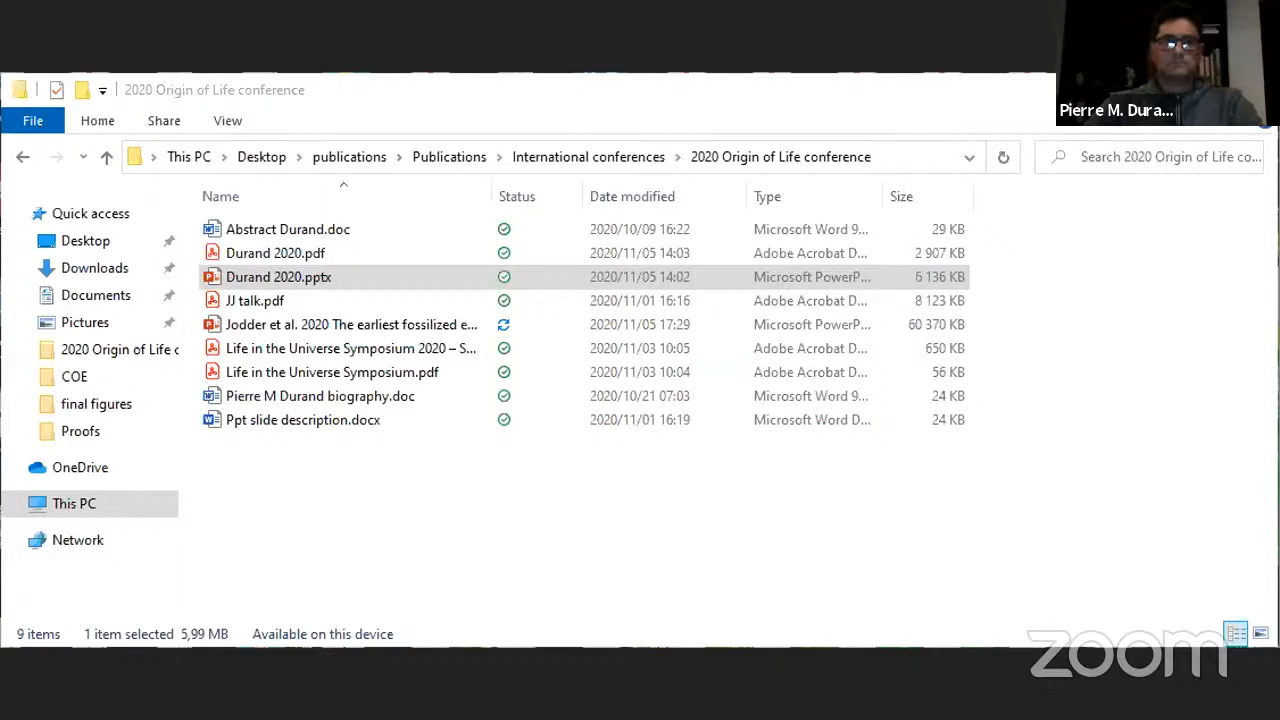 2020 Origin of Life conference
Pierre M. Dura...
File Home Share View
This PC Desktop publications Publications International conferences 2020 Origin of Life conference
Search 2020 Origin of Life co...
Name Status Date modified Type Size
Quick access
Desktop
Downloads
Documents
Pictures
2020 Origin of Life c
COE
final figures
Proofs
OneDrive
This PC
Network
Abstract Durand.doc 2020/10/09 16:22 Microsoft Word 9... 29 KB
Durand 2020.pdf 2020/11/05 14:03 Adobe Acrobat D... 2 907 KB
Durand 2020.pptx 2020/11/05 14:02 Microsoft PowerP... 6 136 KB
JJ talk.pdf 2020/11/01 16:16 Adobe Acrobat D... 8 123 KB
Jodder et al. 2020 The earliest fossilized e... 2020/11/05 17:29 Microsoft PowerP... 60 370 KB
Life in the Universe Symposium 2020 – S... 2020/11/03 10:05 Adobe Acrobat D... 650 KB
Life in the Universe Symposium.pdf 2020/11/03 10:04 Adobe Acrobat D... 56 KB
Pierre M Durand biography.doc 2020/10/21 07:03 Microsoft Word 9... 24 KB
Ppt slide description.docx 2020/11/01 16:19 Microsoft Word D... 24 KB
9 items 1 item selected 5,99 MB Available on this device
zoom